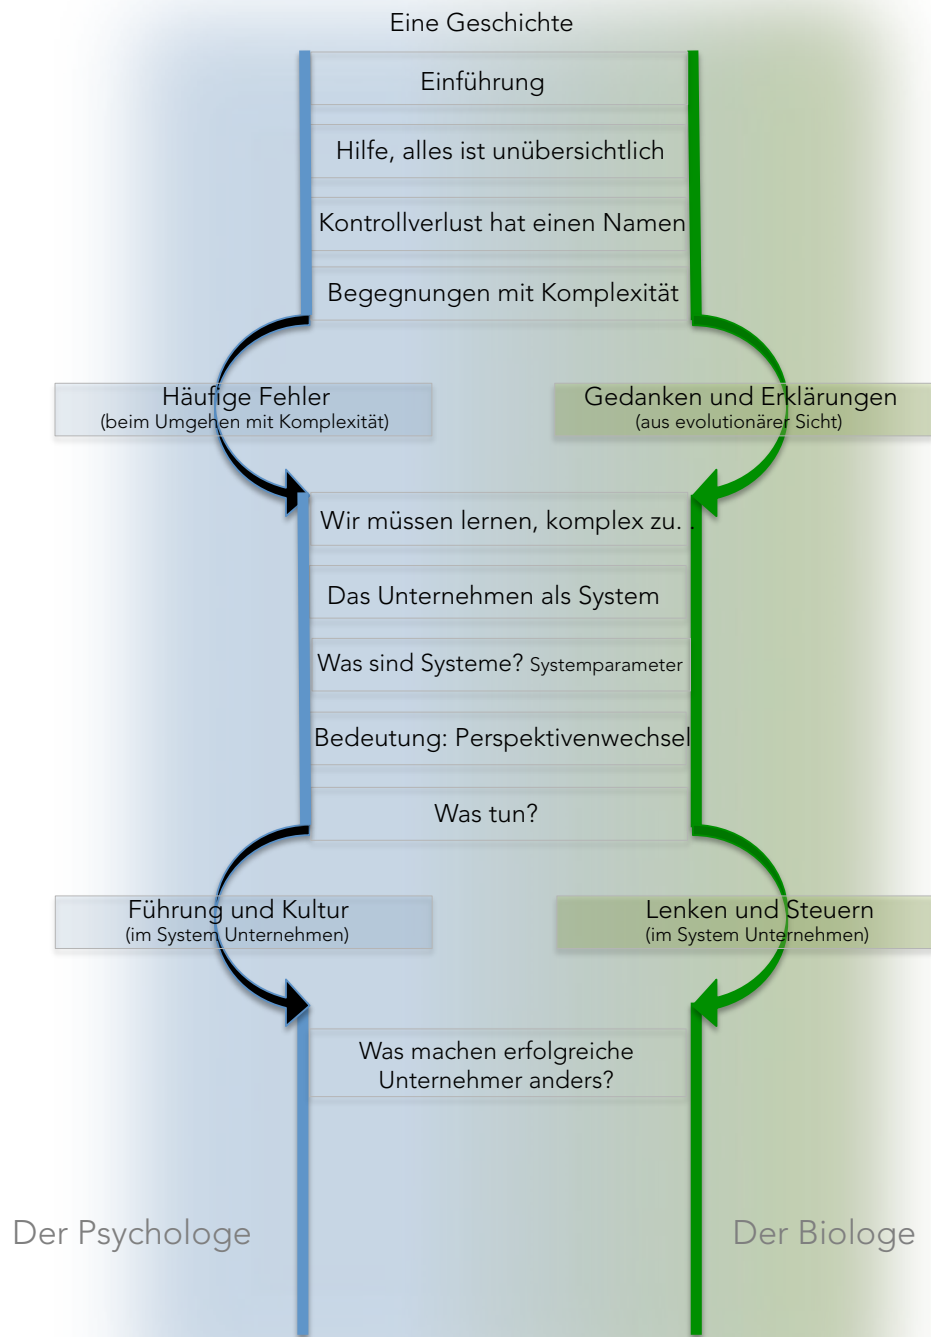 Eine Geschichte
Einführung
Hilfe, alles ist unübersichtlich
Kontrollverlust hat einen Namen
Begegnungen mit Komplexität
Häufige Fehler
(beim Umgehen mit Komplexität)
Gedanken und Erklärungen
(aus evolutionärer Sicht)
Wir müssen lernen, komplex zu. .
Das Unternehmen als System
Was sind Systeme? Systemparameter
Bedeutung: Perspektivenwechsel
Was tun?
Führung und Kultur
(im System Unternehmen)
Lenken und Steuern
(im System Unternehmen)
Was machen erfolgreiche
Unternehmer anders?
Der Psychologe
Der Biologe